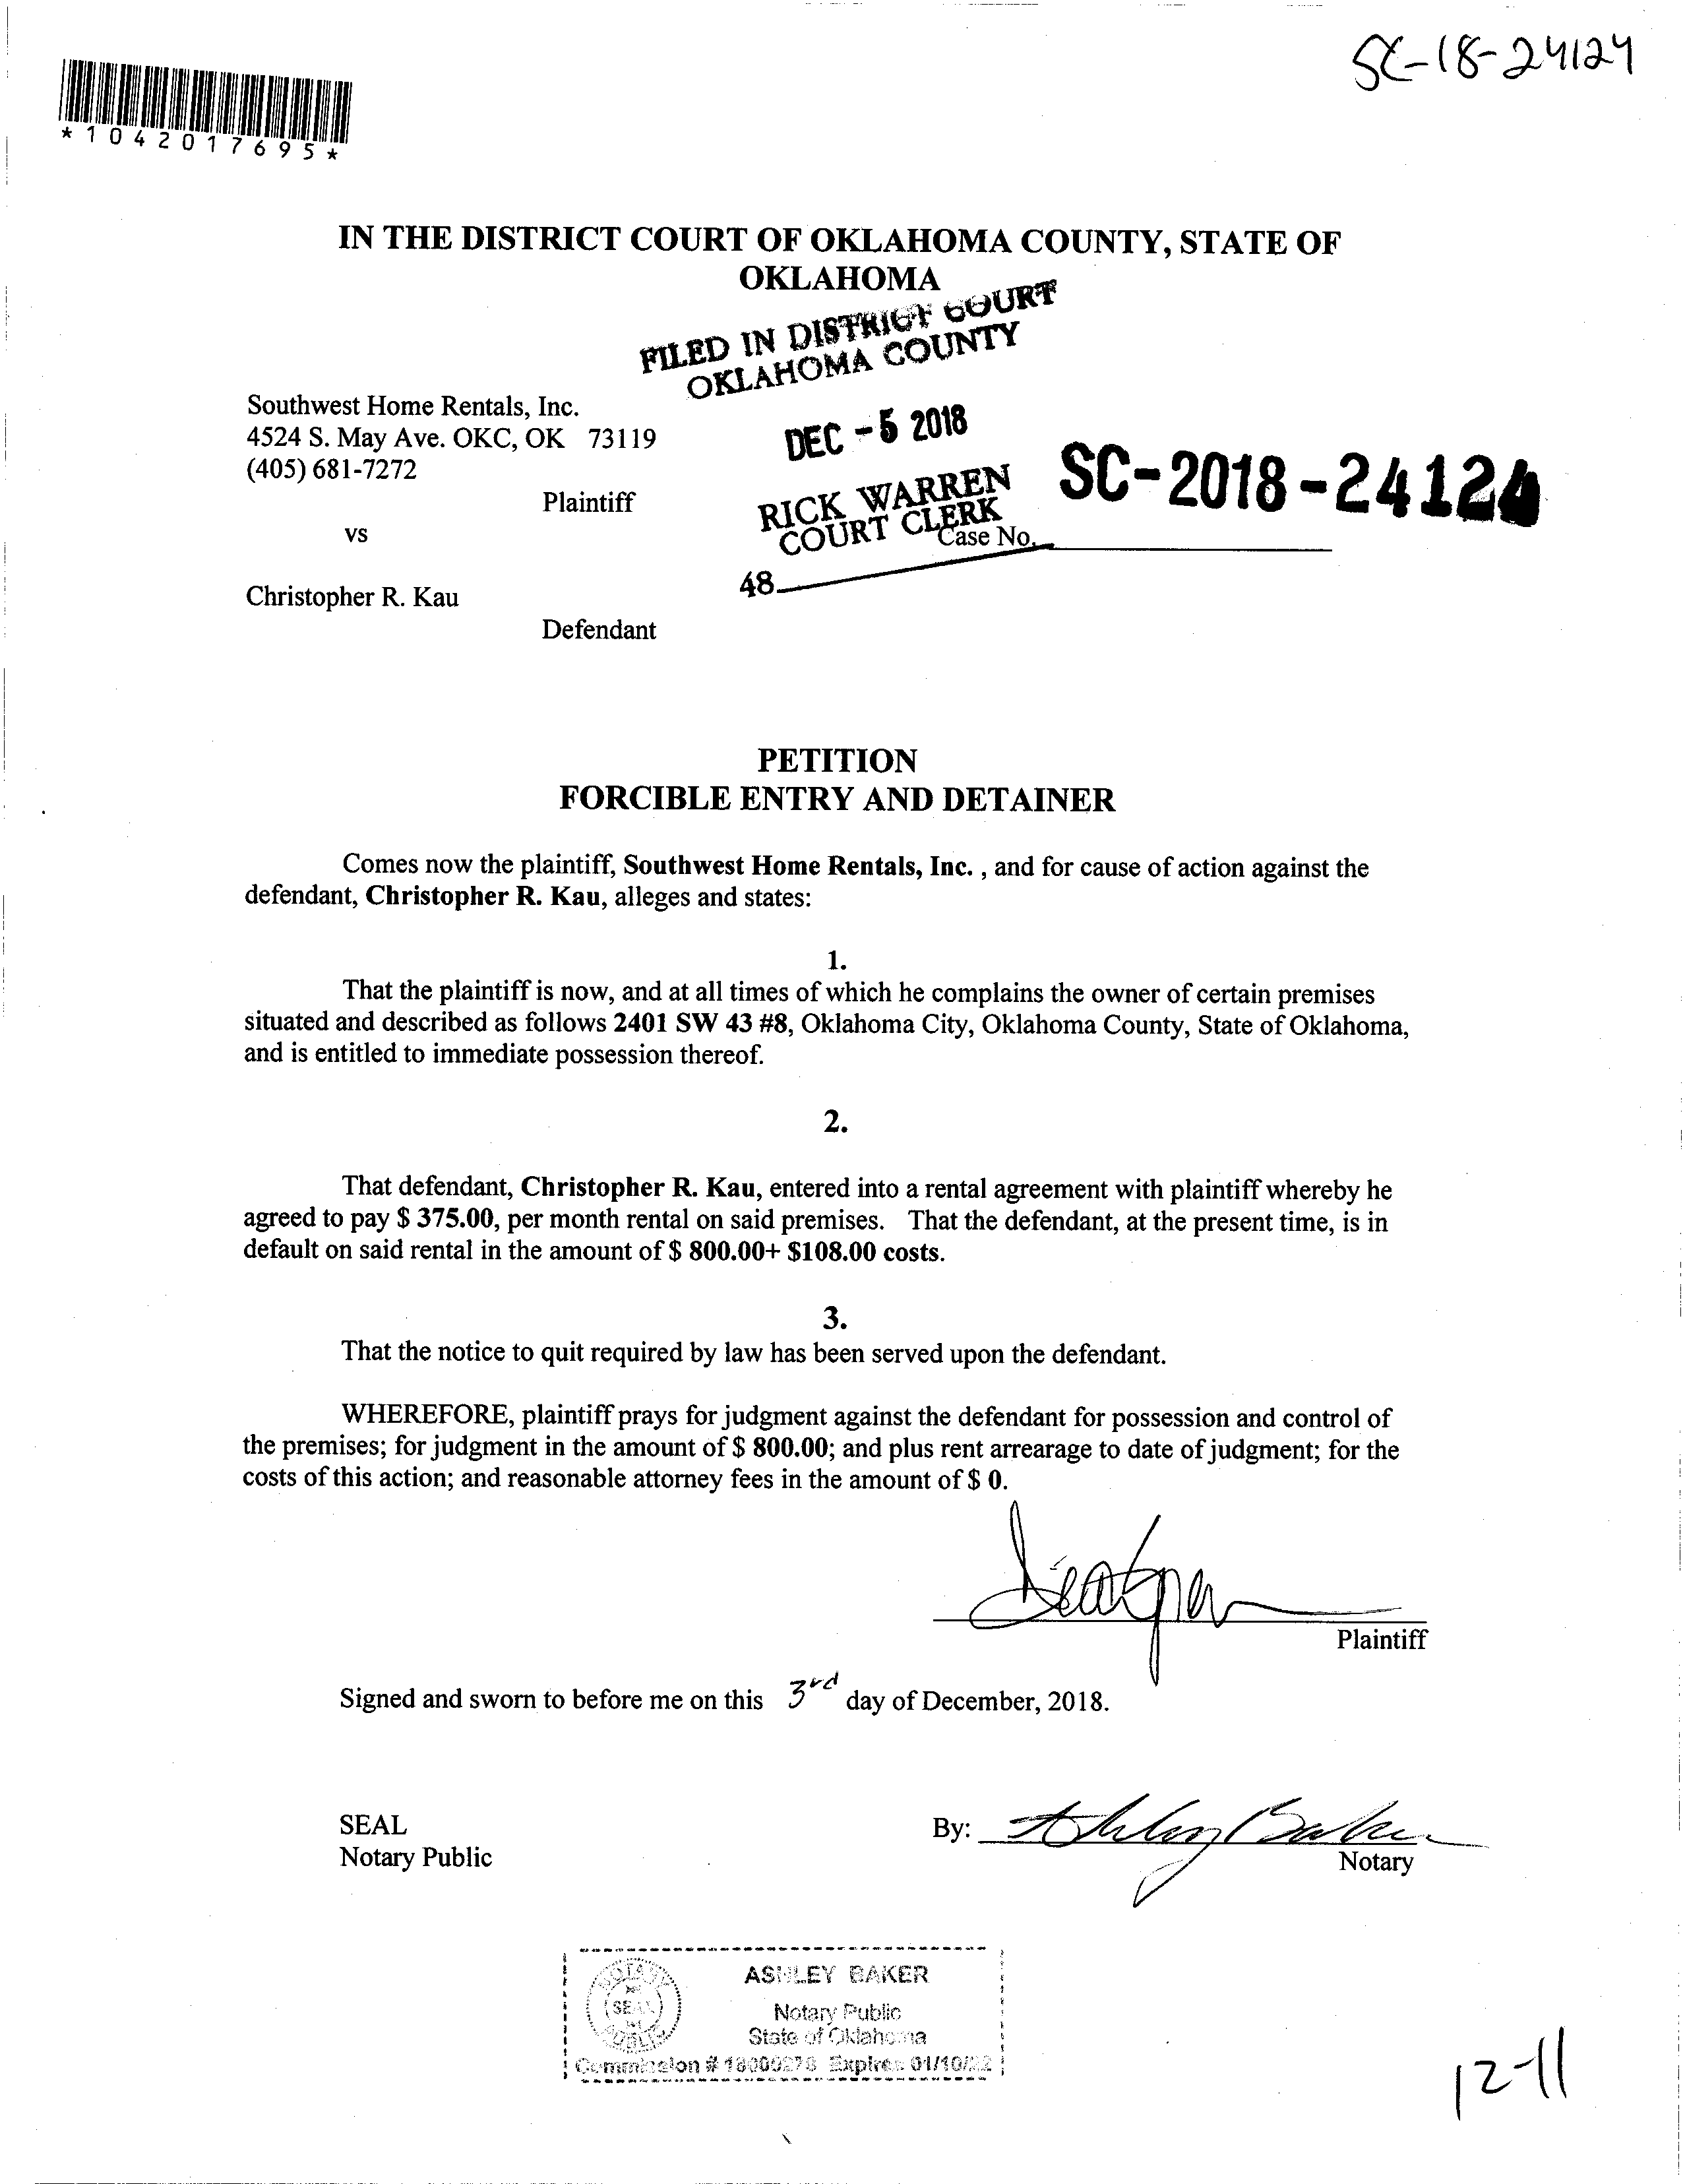 SC-18-24124
*1042017695*
IN THE DISTRICT COURT OF OKLAHOMA COUNTY, STATE OF
OKLAHOMA
FILED IN DISTRICT COURT
OKLAHOMA COUNTY
Southwest Home Rentals, Inc.
4524 S. May Ave. OKC, OK 73119
(405) 681-7272
Plaintiff
vs
DEC -5 2018
RICK WARREN
COURT CLERK
48
SC-2018-24124
Case No.
Christopher R. Kau
Defendant
PETITION
FORCIBLE ENTRY AND DETAINER
Comes now the plaintiff, Southwest Home Rentals, Inc. , and for cause of action against the
defendant, Christopher R. Kau, alleges and states:
1.
That the plaintiff is now, and at all times of which he complains the owner of certain premises
situated and described as follows 2401 SW 43 #8, Oklahoma City, Oklahoma County, State of Oklahoma,
and is entitled to immediate possession thereof.
2.
That defendant, Christopher R. Kau, entered into a rental agreement with plaintiff whereby he
agreed to pay $ 375.00, per month rental on said premises. That the defendant, at the present time, is in
default on said rental in the amount of $ 800.00+ $108.00 costs.
3.
That the notice to quit required by law has been served upon the defendant.
WHEREFORE, plaintiff prays for judgment against the defendant for possession and control of
the premises; for judgment in the amount of $ 800.00; and plus rent arrearage to date of judgment; for the
costs of this action; and reasonable attorney fees in the amount of $ 0.
Plaintiff
Signed and sworn to before me on this 3rd day of December, 2018.
SEAL
Notary Public
By: Ashley Baker
Notary
NOTARY
SEAL
PUBLIC
ASHLEY BAKER
Notary Public
State of Oklahoma
Commission # Expires 01/10/22
12-11